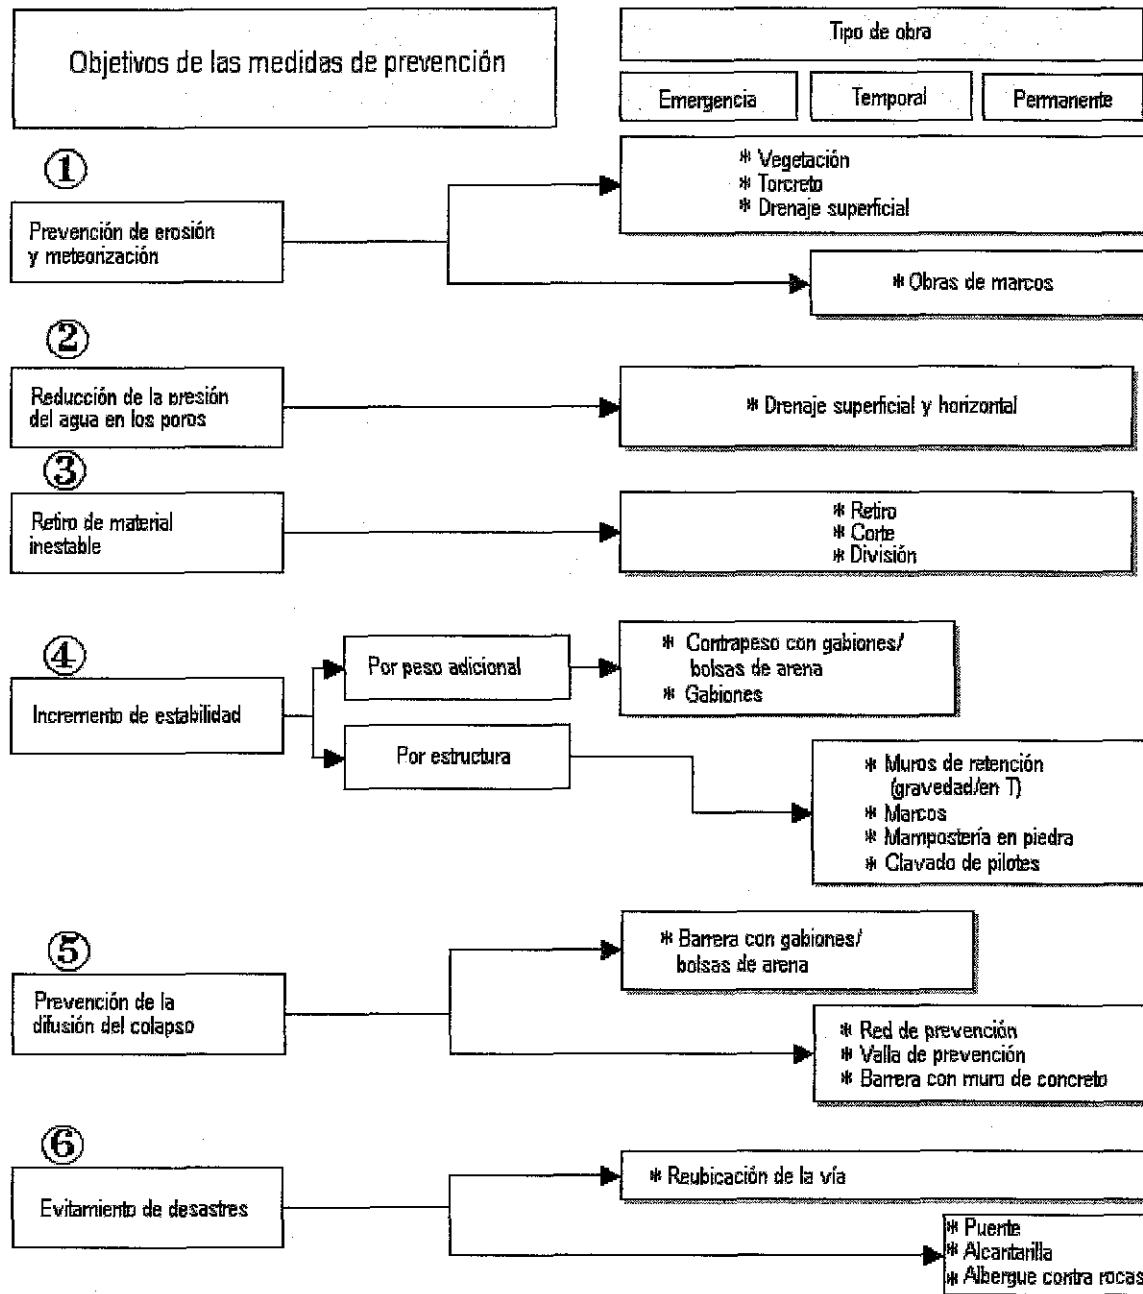 Objetivos de las medidas de prevención
Tipo de obra
Emergencia
Temporal
Permanente
①
Prevención de erosión
y meteorización
* Vegetación
* Torcreto
* Drenaje superficial
* Obras de marcos
②
Reducción de la presión
del agua en los poros
* Drenaje superficial y horizontal
③
Retiro de material
inestable
* Retiro
* Corte
* División
④
Incremento de estabilidad
Por peso adicional
* Contrapeso con gabiones/
bolsas de arena
* Gabiones
Por estructura
* Muros de retención
(gravedad/en T)
* Marcos
* Mampostería en piedra
* Clavado de pilotes
⑤
Prevención de la
difusión del colapso
* Barrera con gabiones/
bolsas de arena
* Red de prevención
* Valla de prevención
* Barrera con muro de concreto
⑥
Evitamiento de desastres
* Reubicación de la vía
* Puente
* Alcantarilla
* Albergue contra rocas